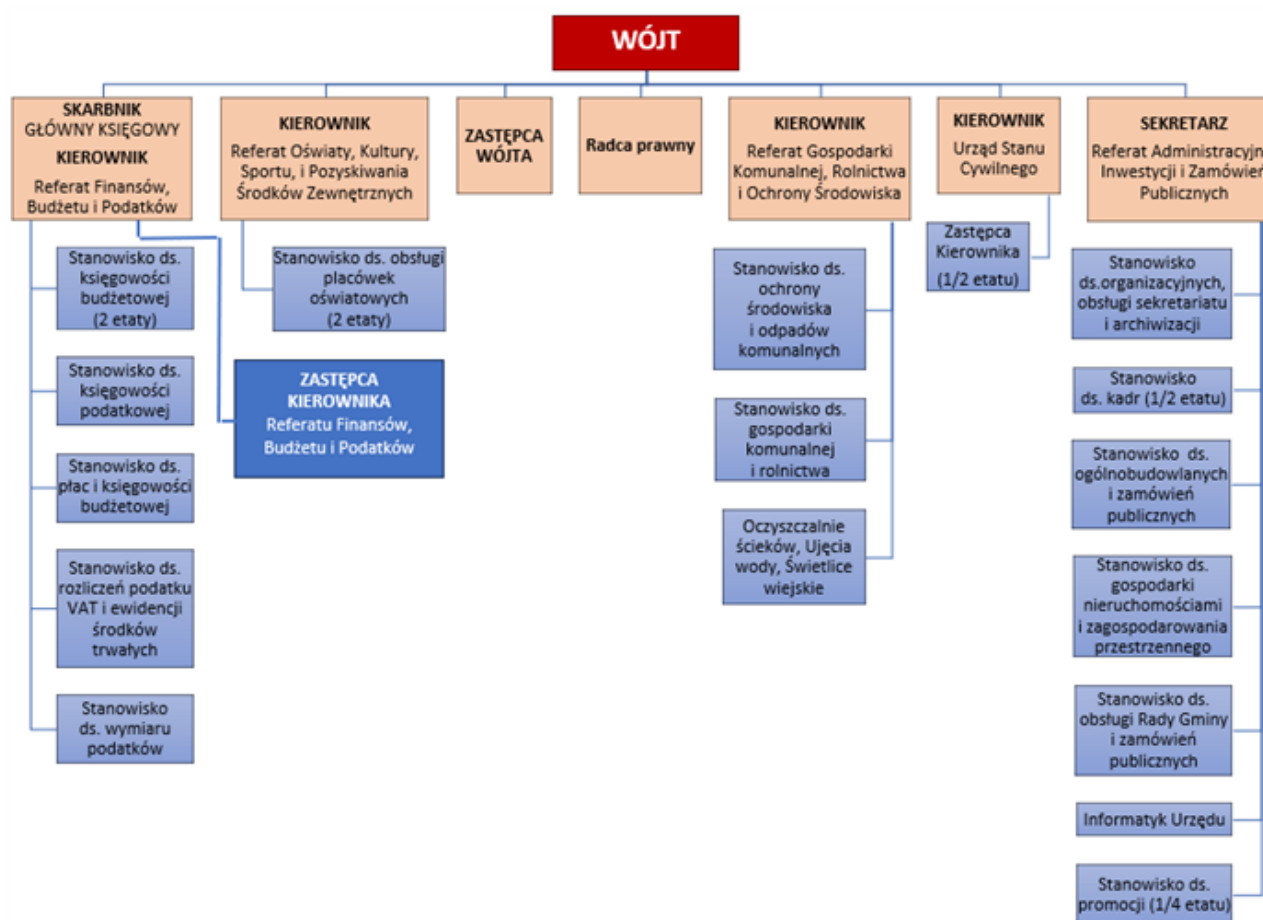 WÓJT
SKARBNIK
GŁÓWNY KSIĘGOWY
KIEROWNIK
Referat Finansów,
Budżetu i Podatków
KIEROWNIK
Referat Oświaty, Kultury,
Sportu, i Pozyskiwania
Środków Zewnętrznych
ZASTĘPCA
WÓJTA
Radca prawny
KIEROWNIK
Referat Gospodarki
Komunalnej, Rolnictwa
i Ochrony Środowiska
KIEROWNIK
Urząd Stanu
Cywilnego
SEKRETARZ
Referat Administracyjn
Inwestycji i Zamówień
Publicznych
Stanowisko ds.
księgowości
budżetowej
(2 etaty)
Stanowisko ds.
księgowości
podatkowej
Stanowisko ds.
płac i księgowości
budżetowej
Stanowisko ds.
rozliczeń podatku
VAT i ewidencji
środków
trwałych
Stanowisko
ds. wymiaru
podatków
Stanowisko ds. obsługi
placówek
oświatowych
(2 etaty)
ZASTĘPCA
KIEROWNIKA
Referatu Finansów,
Budżetu i Podatków
Stanowisko ds.
ochrony
środowiska
i odpadów
komunalnych
Stanowisko ds.
gospodarki
komunalnej
i rolnictwa
Oczyszczalnie
ścieków, Ujęcia
wody, Świetlice
wiejskie
Zastępca
Kierownika
(1/2 etatu)
Stanowisko
ds.organizacyjnych,
obsługi sekretariatu
i archiwizacji
Stanowisko
ds. kadr (1/2 etatu)
Stanowisko ds.
ogólnobudowlanych
i zamówień
publicznych
Stanowisko ds.
gospodarki
nieruchomościami
i zagospodarowania
przestrzennego
Stanowisko ds.
obsługi Rady Gminy
i zamówień
publicznych
Informatyk Urzędu
Stanowisko ds.
promocji (1/4 etatu)